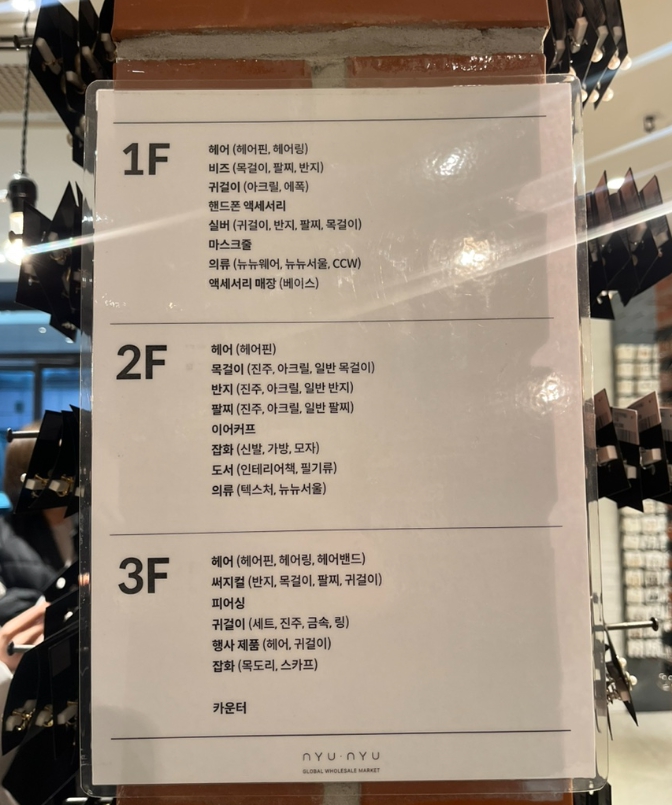 1F
헤어 (헤어핀, 헤어링)
비즈 (목걸이, 팔찌, 반지)
귀걸이 (아크릴, 에폭)
핸드폰 액세서리
실버 (귀걸이, 반지, 팔찌, 목걸이)
마스크줄
의류 (뉴뉴웨어, 뉴뉴서울, CCW)
액세서리 매장 (베이스)
2F
헤어 (헤어핀)
목걸이 (진주, 아크릴, 일반 목걸이)
반지 (진주, 아크릴, 일반 반지)
팔찌 (진주, 아크릴, 일반 팔찌)
이어커프
잡화 (신발, 가방, 모자)
도서 (인테리어책, 필기류)
의류 (텍스처, 뉴뉴서울)
3F
헤어 (헤어핀, 헤어링, 헤어밴드)
써지컬 (반지, 목걸이, 팔찌, 귀걸이)
피어싱
귀걸이 (세트, 진주, 금속, 링)
행사 제품 (헤어, 귀걸이)
잡화 (목도리, 스카프)
카운터
NYU·NYU
GLOBAL WHOLESALE MARKET